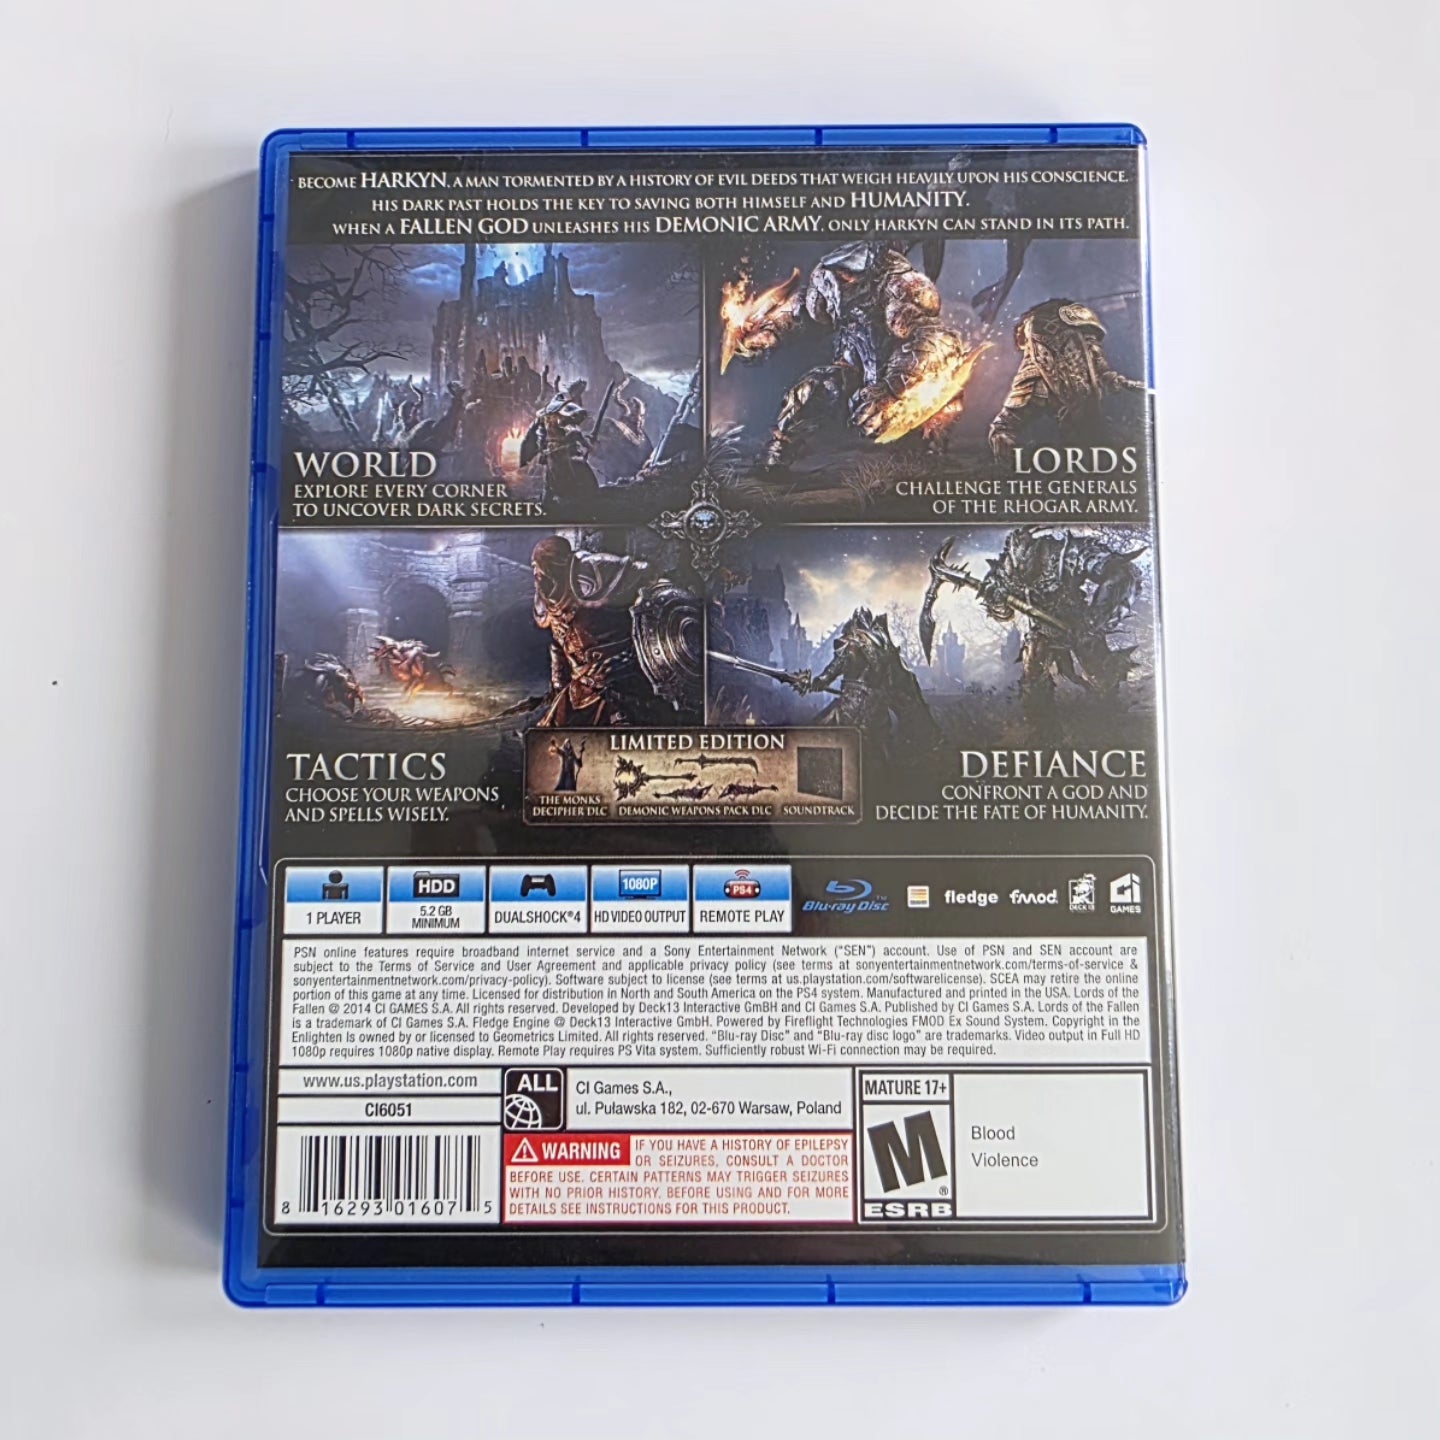 BECOME HARKYN, A MAN TORMENTED BY A HISTORY OF EVIL DEEDS THAT WEIGH HEAVILY UPON HIS CONSCIENCE.
HIS DARK PAST HOLDS THE KEY TO SAVING BOTH HIMSELF AND HUMANITY.
WHEN A FALLEN GOD UNLEASHES HIS DEMONIC ARMY, ONLY HARKYN CAN STAND IN ITS PATH.
WORLD
EXPLORE EVERY CORNER
TO UNCOVER DARK SECRETS.
LORDS
CHALLENGE THE GENERALS
OF THE RHOGAR ARMY.
TACTICS
CHOOSE YOUR WEAPONS
AND SPELLS WISELY.
LIMITED EDITION
THE MONKS
DECIPHER DLC
DEMONIC WEAPONS PACK DLC
SOUNDTRACK
DEFIANCE
CONFRONT A GOD AND
DECIDE THE FATE OF HUMANITY.
1 PLAYER
HDD
5.2 GB
MINIMUM
DUALSHOCK®4
1080P
HD VIDEO OUTPUT
PS4
REMOTE PLAY
Blu-ray Disc™
fledge
fmod
DECK 13
CI
GAMES
PSN online features require broadband internet service and a Sony Entertainment Network ("SEN") account. Use of PSN and SEN account are
subject to the Terms of Service and User Agreement and applicable privacy policy (see terms at sonyentertainmentnetwork.com/terms-of-service &
sonyentertainmentnetwork.com/privacy-policy). Software subject to license (see terms at us.playstation.com/softwarelicense). SCEA may retire the online
portion of this game at any time. Licensed for distribution in North and South America on the PS4 system. Manufactured and printed in the USA. Lords of the
Fallen @ 2014 CI GAMES S.A. All rights reserved. Developed by Deck13 Interactive GmBH and CI Games S.A. Published by CI Games S.A. Lords of the Fallen
is a trademark of CI Games S.A. Fledge Engine @ Deck13 Interactive GmbH. Powered by Fireflight Technologies FMOD Ex Sound System. Copyright in the
Enlighten is owned by or licensed to Geometrics Limited. All rights reserved. "Blu-ray Disc" and "Blu-ray disc logo" are trademarks. Video output in Full HD
1080p requires 1080p native display. Remote Play requires PS Vita system. Sufficiently robust Wi-Fi connection may be required.
www.us.playstation.com
CI6051
8 16293 01607 5
ALL
CI Games S.A.,
ul. Puławska 182, 02-670 Warsaw, Poland
WARNING IF YOU HAVE A HISTORY OF EPILEPSY
OR SEIZURES, CONSULT A DOCTOR
BEFORE USE. CERTAIN PATTERNS MAY TRIGGER SEIZURES
WITH NO PRIOR HISTORY. BEFORE USING AND FOR MORE
DETAILS SEE INSTRUCTIONS FOR THIS PRODUCT.
MATURE 17+
M
®
ESRB
Blood
Violence